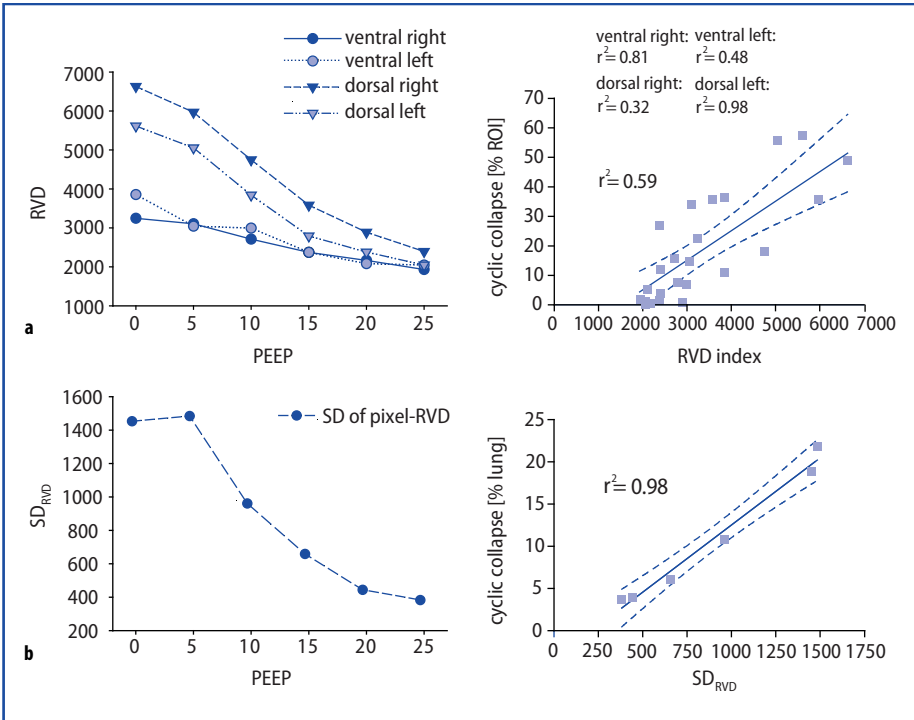 ventral right
ventral left
dorsal right
dorsal left
7000
6000
5000
4000
3000
2000
1000
RVD
0 5 10 15 20 25
PEEP
a
ventral right: ventral left:
r²= 0.81 r²= 0.48
dorsal right: dorsal left:
r²= 0.32 r²= 0.98
70
60
50
40
30
20
10
0
cyclic collapse [% ROI]
r²= 0.59
0 1000 2000 3000 4000 5000 6000 7000
RVD index
1600
1400
1200
1000
800
600
400
200
SD_RVD
SD of pixel-RVD
0 5 10 15 20 25
PEEP
b
25
20
15
10
5
0
cyclic collapse [% lung]
r²= 0.98
0 250 500 750 1000 1250 1500 1750
SD_RVD